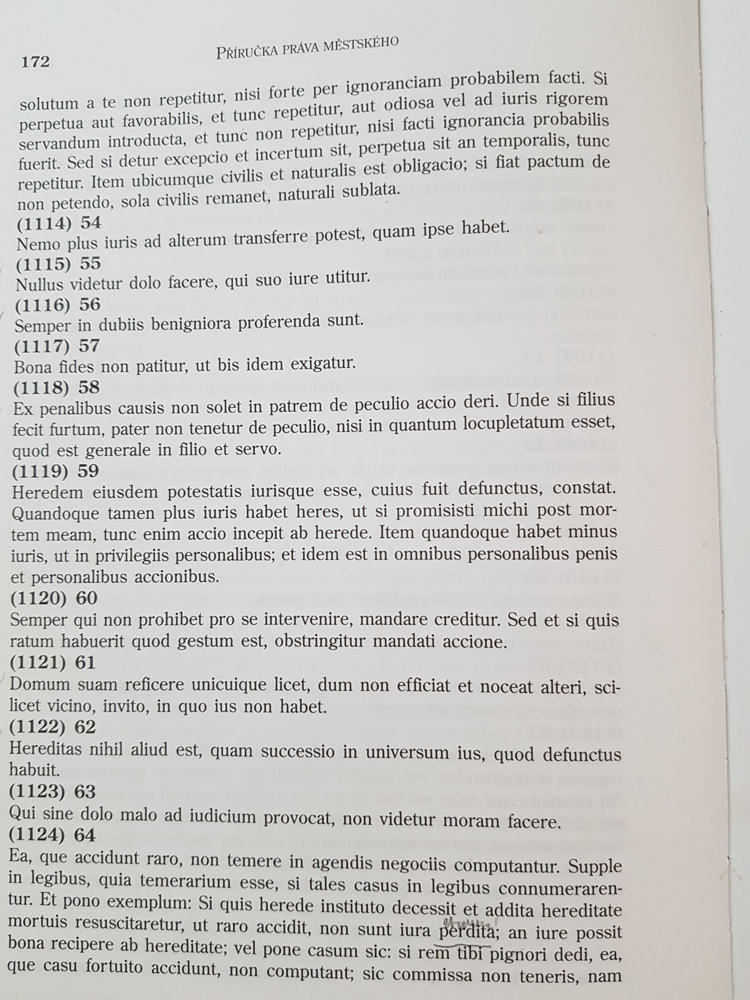 172
PŘÍRUČKA PRÁVA MĚSTSKÉHO
solutum a te non repetitur, nisi forte per ignoranciam probabilem facti. Si
perpetua aut favorabilis, et tunc repetitur, aut odiosa vel ad iuris rigorem
servandum introducta, et tunc non repetitur, nisi facti ignorancia probabilis
fuerit. Sed si detur excepcio et incertum sit, perpetua sit an temporalis, tunc
repetitur. Item ubicumque civilis et naturalis est obligacio; si fiat pactum de
non petendo, sola civilis remanet, naturali sublata.
(1114) 54
Nemo plus iuris ad alterum transferre potest, quam ipse habet.
(1115) 55
Nullus videtur dolo facere, qui suo iure utitur.
(1116) 56
Semper in dubiis benigniora proferenda sunt.
(1117) 57
Bona fides non patitur, ut bis idem exigatur.
(1118) 58
Ex penalibus causis non solet in patrem de peculio accio deri. Unde si filius
fecit furtum, pater non tenetur de peculio, nisi in quantum locupletatum esset,
quod est generale in filio et servo.
(1119) 59
Heredem eiusdem potestatis iurisque esse, cuius fuit defunctus, constat.
Quandoque tamen plus iuris habet heres, ut si promisisti michi post mor-
tem meam, tunc enim accio incepit ab herede. Item quandoque habet minus
iuris, ut in privilegiis personalibus; et idem est in omnibus personalibus penis
et personalibus accionibus.
(1120) 60
Semper qui non prohibet pro se intervenire, mandare creditur. Sed et si quis
ratum habuerit quod gestum est, obstringitur mandati accione.
(1121) 61
Domum suam reficere unicuique licet, dum non efficiat et noceat alteri, sci-
licet vicino, invito, in quo ius non habet.
(1122) 62
Hereditas nihil aliud est, quam successio in universum ius, quod defunctus
habuit.
(1123) 63
Qui sine dolo malo ad iudicium provocat, non videtur moram facere.
(1124) 64
Ea, que accidunt raro, non temere in agendis negociis computantur. Supple
in legibus, quia temerarium esse, si tales casus in legibus connumeraren-
tur. Et pono exemplum: Si quis herede instituto decessit et addita hereditate
mortuis resuscitaretur, ut raro accidit, non sunt iura perdita; an iure possit
bona recipere ab hereditate; vel pone casum sic: si rem tibi pignori dedi, ea,
que casu fortuito accidunt, non computant; sic commissa non teneris, nam